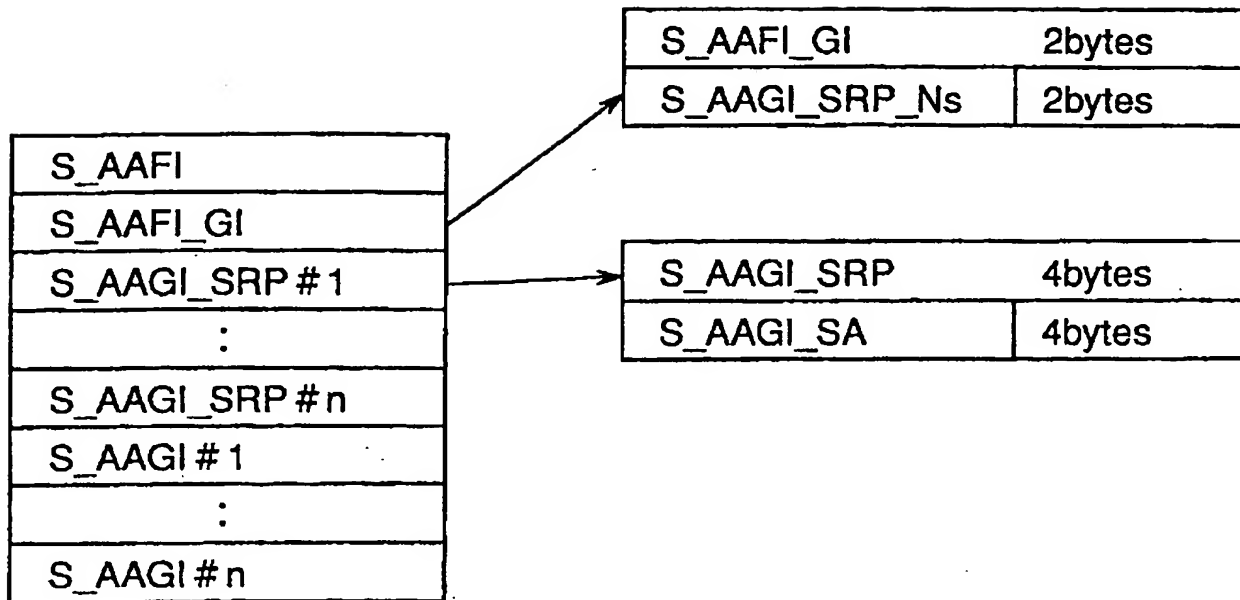 S_AAFI
S_AAFI_GI
S_AAGI_SRP#1
:
S_AAGI_SRP#n
S_AAGI#1
:
S_AAGI#n
S_AAFI_GI 2bytes
S_AAGI_SRP_Ns 2bytes
S_AAGI_SRP 4bytes
S_AAGI_SA 4bytes